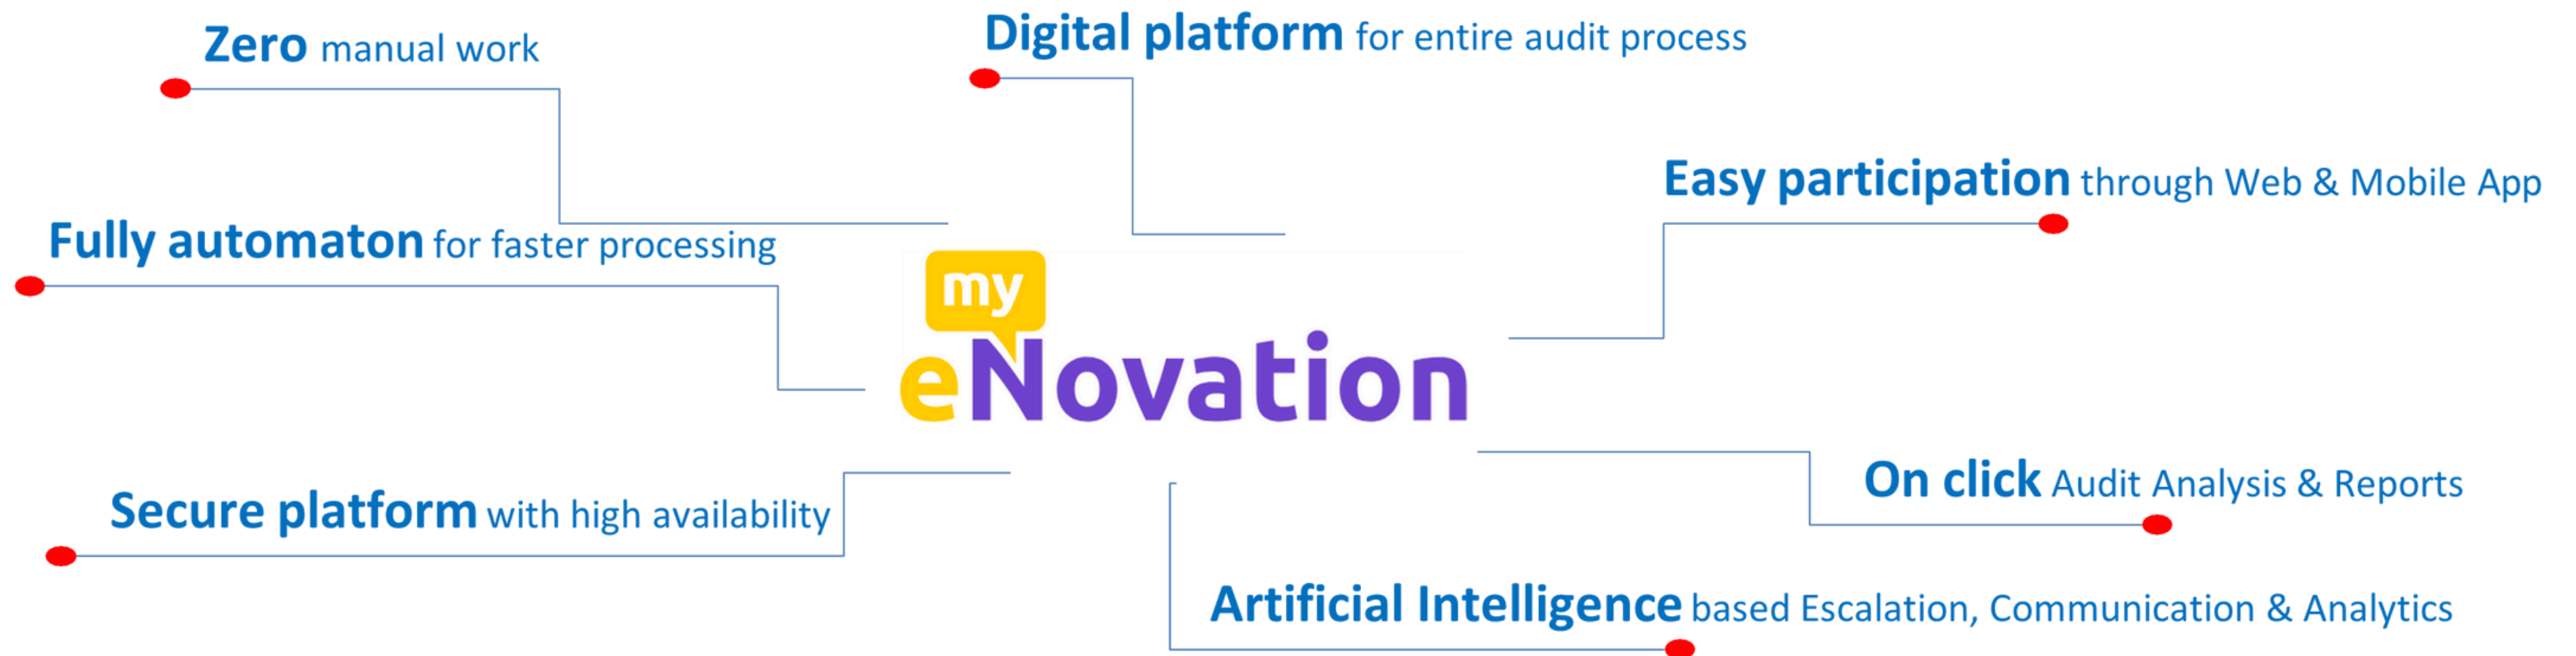 Zero manual work
Digital platform for entire audit process
Easy participation through Web & Mobile App
Fully automaton for faster processing
my
eNovation
Secure platform with high availability
On click Audit Analysis & Reports
Artificial Intelligence based Escalation, Communication & Analytics